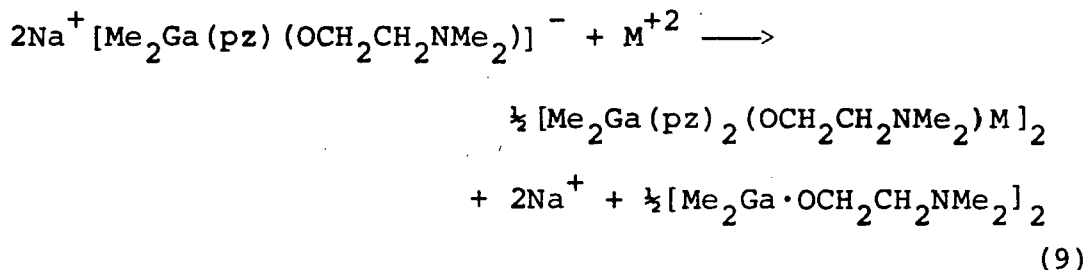 2Na⁺[Me₂Ga(pz)(OCH₂CH₂NMe₂)]⁻ + M⁺² ⟶
½[Me₂Ga(pz)₂(OCH₂CH₂NMe₂)M]₂
+ 2Na⁺ + ½[Me₂Ga·OCH₂CH₂NMe₂]₂
(9)